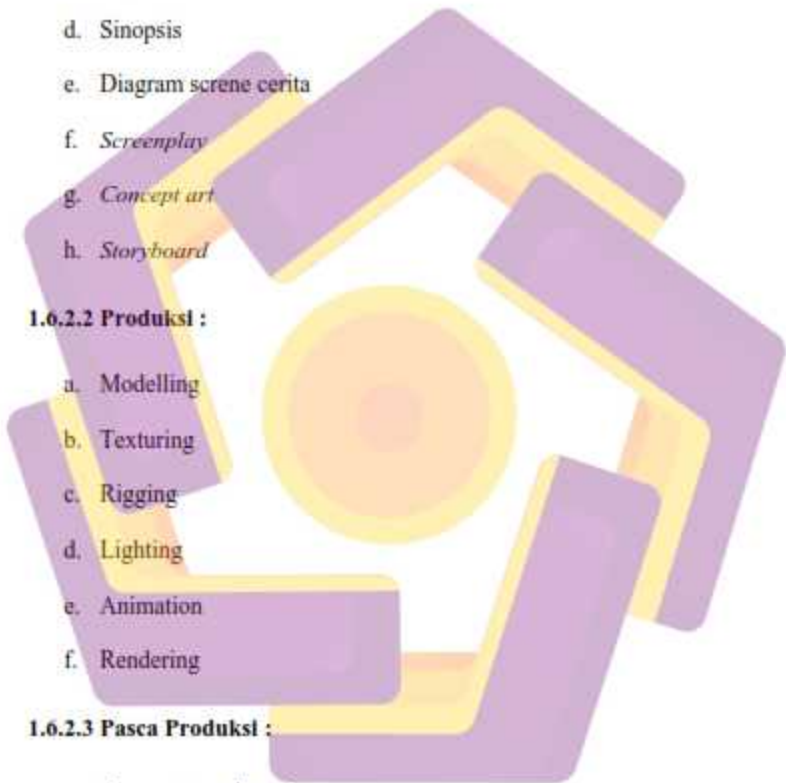 d. Sinopsis
e. Diagram screne cerita
f. Screenplay
g. Concept art
h. Storyboard
1.6.2.2 Produksi :
a. Modelling
b. Texturing
c. Rigging
d. Lighting
e. Animation
f. Rendering
1.6.2.3 Pasca Produksi :